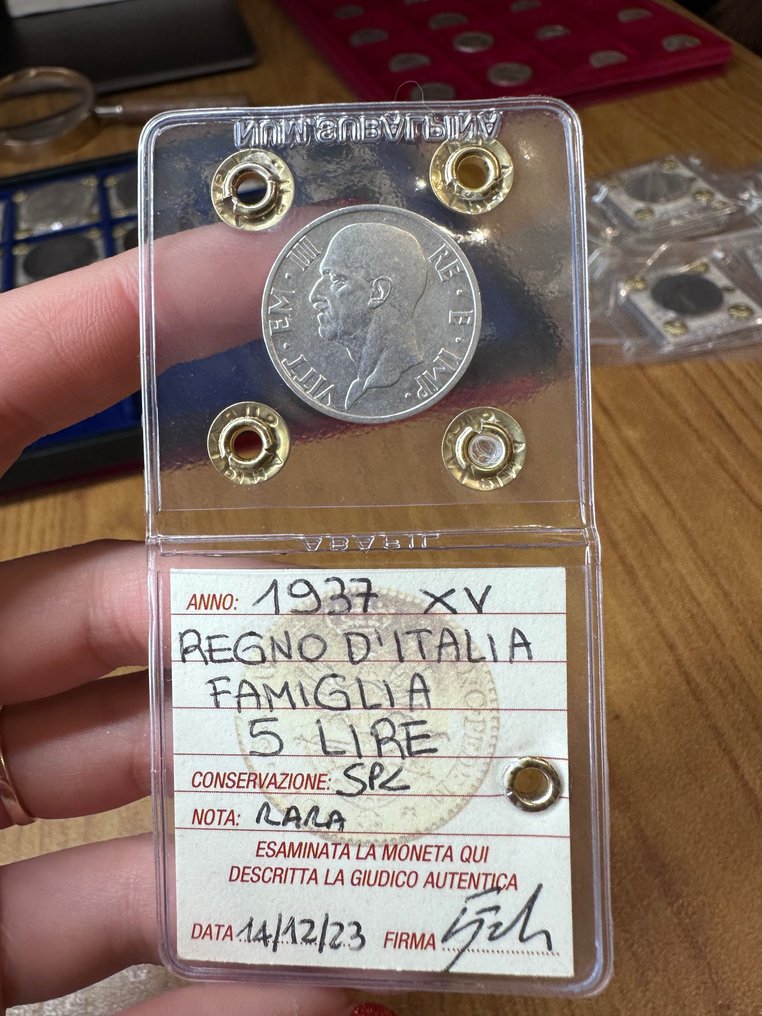 VITT · EM · III RE · E · IMP ·
ANNO: 1937 XV
REGNO D'ITALIA
FAMIGLIA
5 LIRE
CONSERVAZIONE: SPL
NOTA: RARA
ESAMINATA LA MONETA QUI
DESCRITTA LA GIUDICO AUTENTICA
DATA 14/12/23 FIRMA